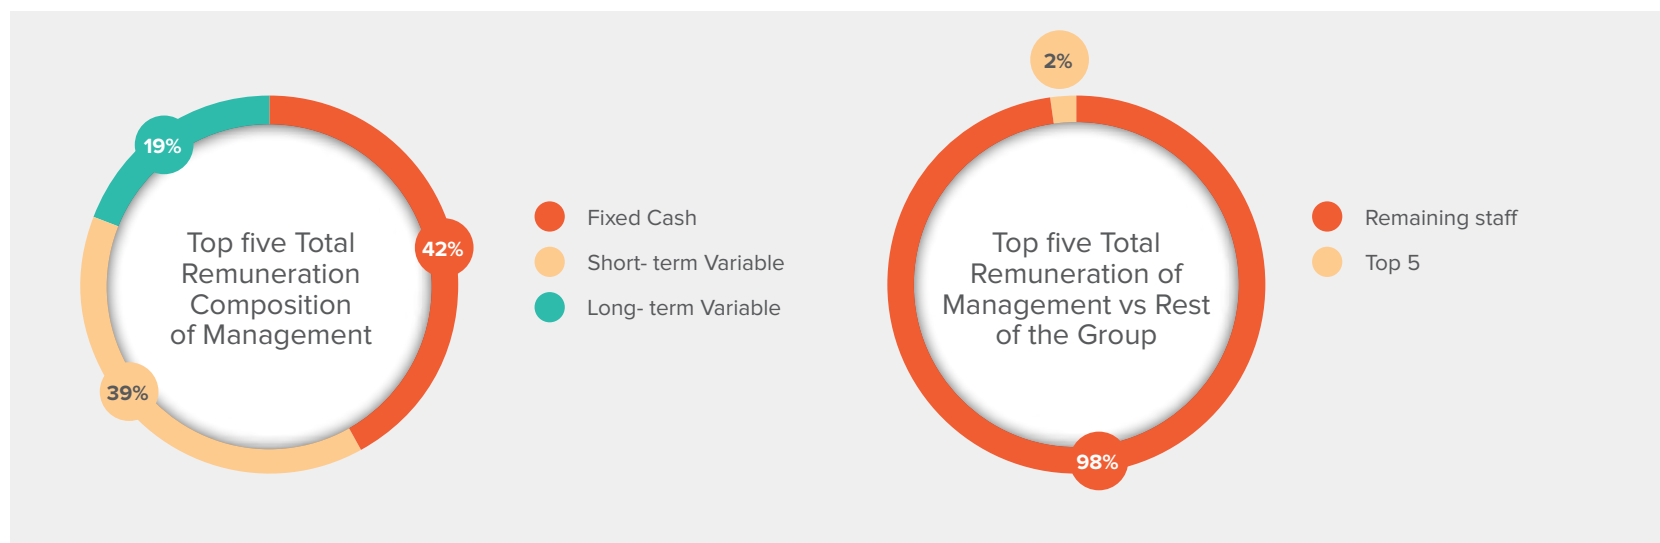 19%
42%
39%
Top five Total
Remuneration
Composition
of Management
Fixed Cash
Short- term Variable
Long- term Variable
2%
98%
Top five Total
Remuneration of
Management vs Rest
of the Group
Remaining staff
Top 5